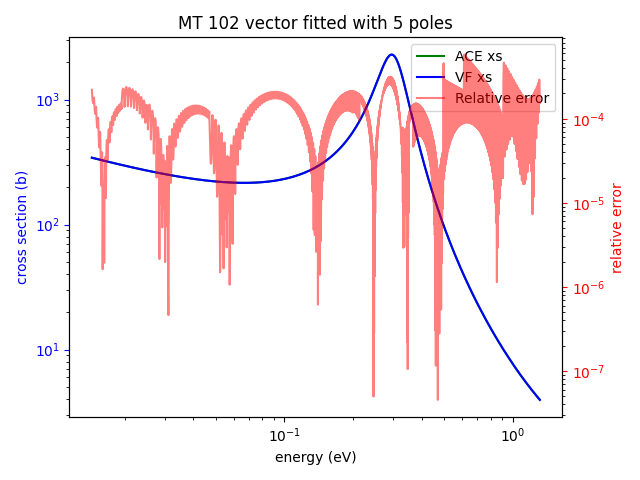 MT 102 vector fitted with 5 poles
ACE xs
VF xs
Relative error
10³
10²
10¹
cross section (b)
10⁻⁴
10⁻⁵
10⁻⁶
10⁻⁷
relative error
10⁻¹
10⁰
energy (eV)